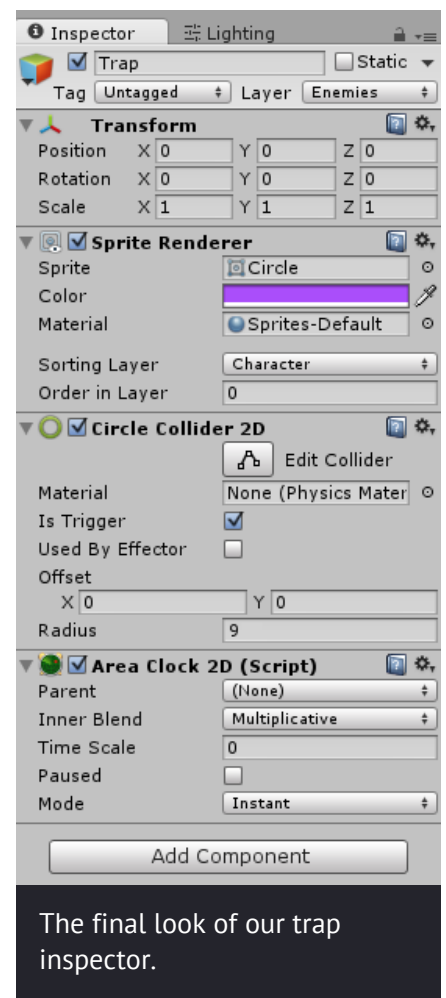 Inspector Lighting
Trap Static
Tag Untagged Layer Enemies
Transform
Position X 0 Y 0 Z 0
Rotation X 0 Y 0 Z 0
Scale X 1 Y 1 Z 1
Sprite Renderer
Sprite Circle
Color
Material Sprites-Default
Sorting Layer Character
Order in Layer 0
Circle Collider 2D
Edit Collider
Material None (Physics Mater
Is Trigger
Used By Effector
Offset
X 0 Y 0
Radius 9
Area Clock 2D (Script)
Parent (None)
Inner Blend Multiplicative
Time Scale 0
Paused
Mode Instant
Add Component
The final look of our trap
inspector.